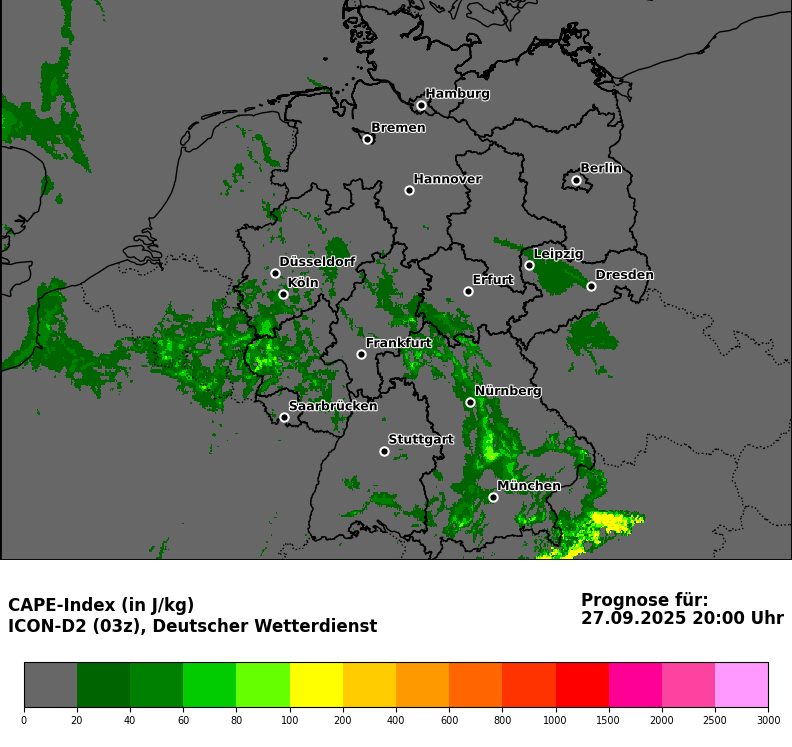 Hamburg
Bremen
Berlin
Hannover
Leipzig
Düsseldorf
Dresden
Köln
Erfurt
Frankfurt
Nürnberg
Saarbrücken
Stuttgart
München
CAPE-Index (in J/kg)
ICON-D2 (03z), Deutscher Wetterdienst
Prognose für:
27.09.2025 20:00 Uhr
0 20 40 60 80 100 200 400 600 800 1000 1500 2000 2500 3000